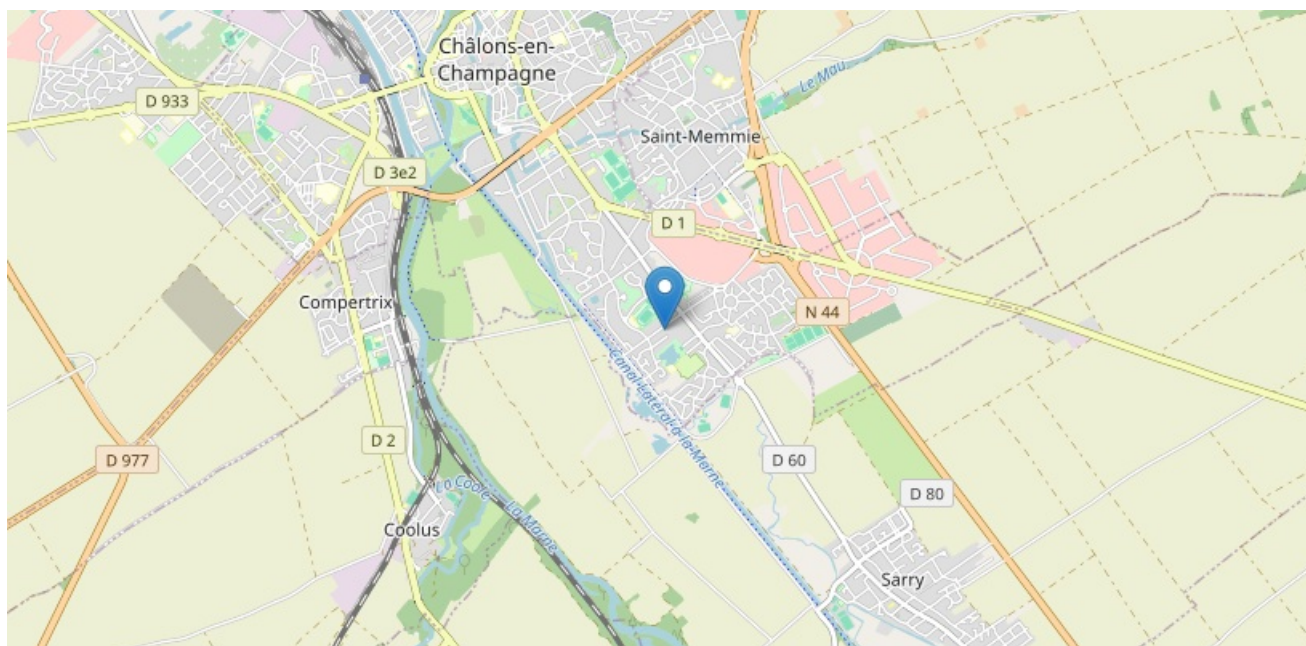 Châlons-en-
Champagne
Le Mau
D 933
Saint-Memmie
D 3e2
D 1
Compertrix
N 44
Canal Latéral à la Marne
D 2
D 977
D 60
La Coole
D 80
La Marne
Coolus
Sarry